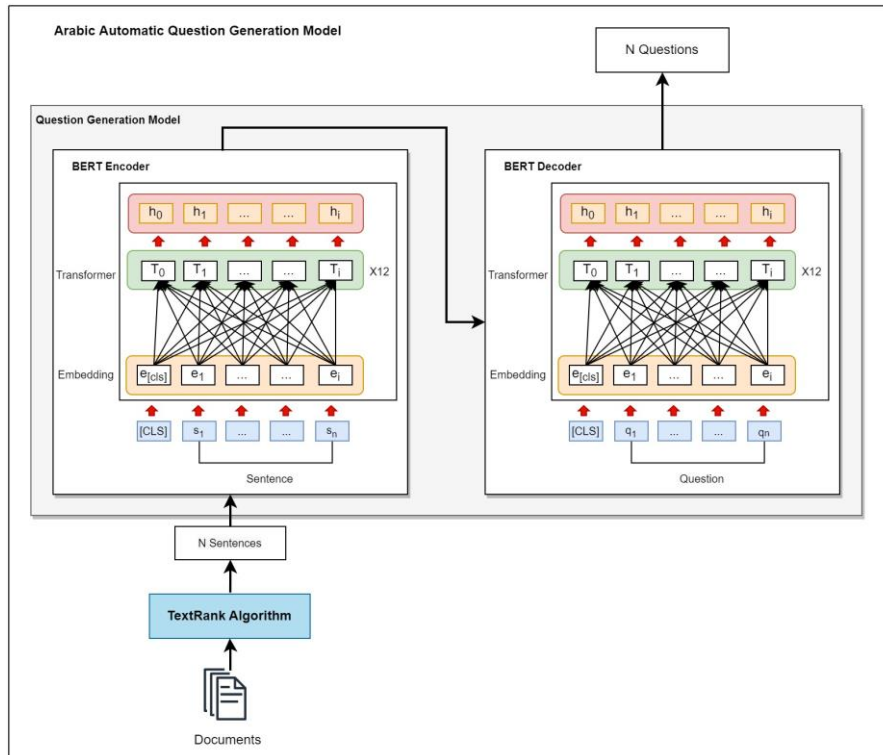 Arabic Automatic Question Generation Model
N Questions
Question Generation Model
BERT Encoder
h0 h1 ... ... hi
Transformer T0 T1 ... ... Ti X12
Embedding e[cls] e1 ... ... ei
[CLS] s1 ... ... sn
Sentence
BERT Decoder
h0 h1 ... ... hi
Transformer T0 T1 ... ... Ti X12
Embedding e[cls] e1 ... ... ei
[CLS] q1 ... ... qn
Question
N Sentences
TextRank Algorithm
Documents